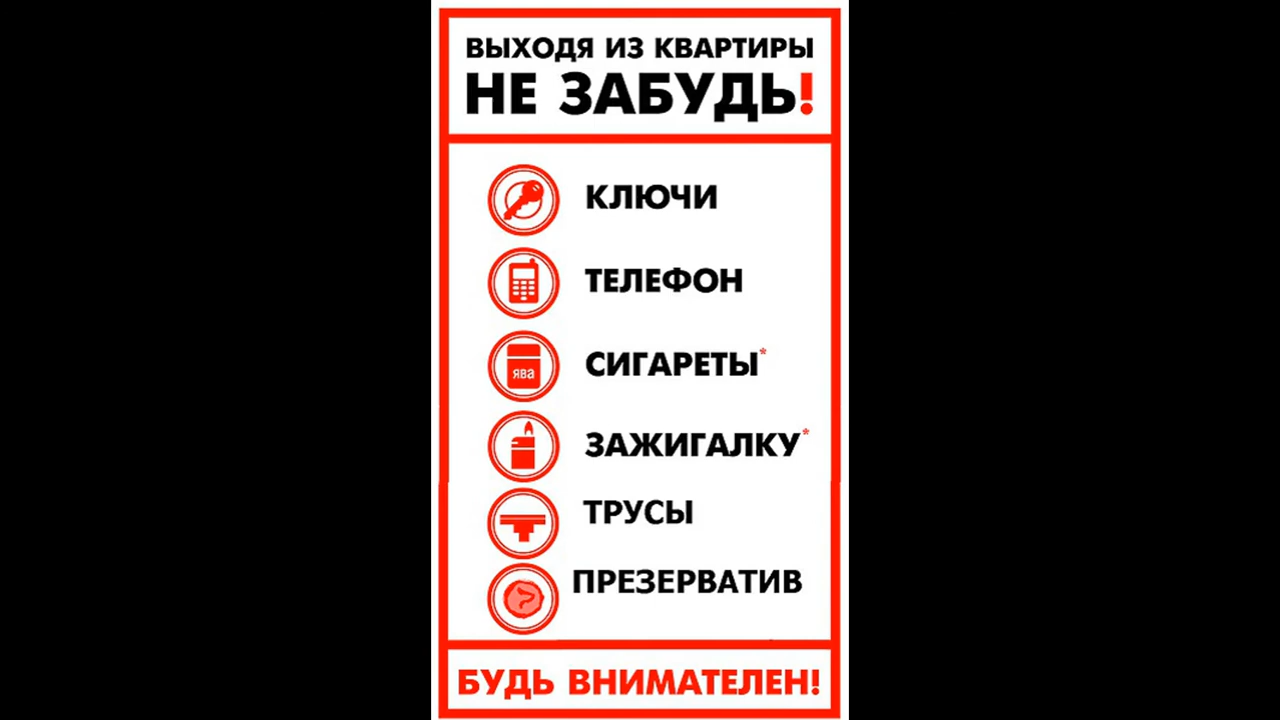 ВЫХОДЯ ИЗ КВАРТИРЫ
НЕ ЗАБУДЬ!
КЛЮЧИ
ТЕЛЕФОН
ЯВА
СИГАРЕТЫ*
ЗАЖИГАЛКУ*
ТРУСЫ
ПРЕЗЕРВАТИВ
БУДЬ ВНИМАТЕЛЕН!